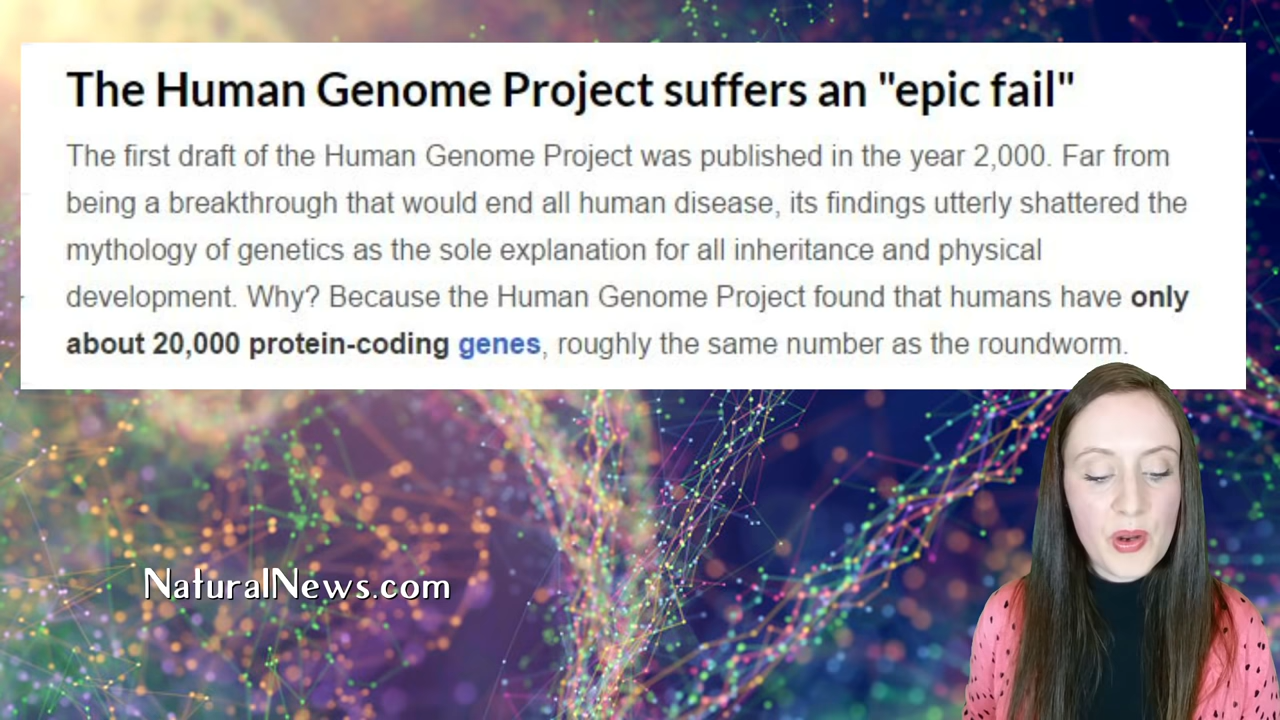 The Human Genome Project suffers an "epic fail"
The first draft of the Human Genome Project was published in the year 2,000. Far from
being a breakthrough that would end all human disease, its findings utterly shattered the
mythology of genetics as the sole explanation for all inheritance and physical
development. Why? Because the Human Genome Project found that humans have only
about 20,000 protein-coding genes, roughly the same number as the roundworm.
NaturalNews.com